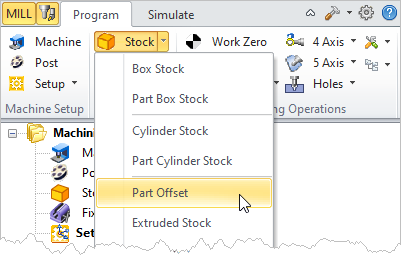 MILL Program Simulate
Machine Stock Work Zero 4 Axis
Post 5 Axis
Setup Holes
Machine Setup ng Operations
Box Stock
Part Box Stock
Cylinder Stock
Part Cylinder Stock
Part Offset
Extruded Stock
Machin
M
Po
Sto
Fix
Set